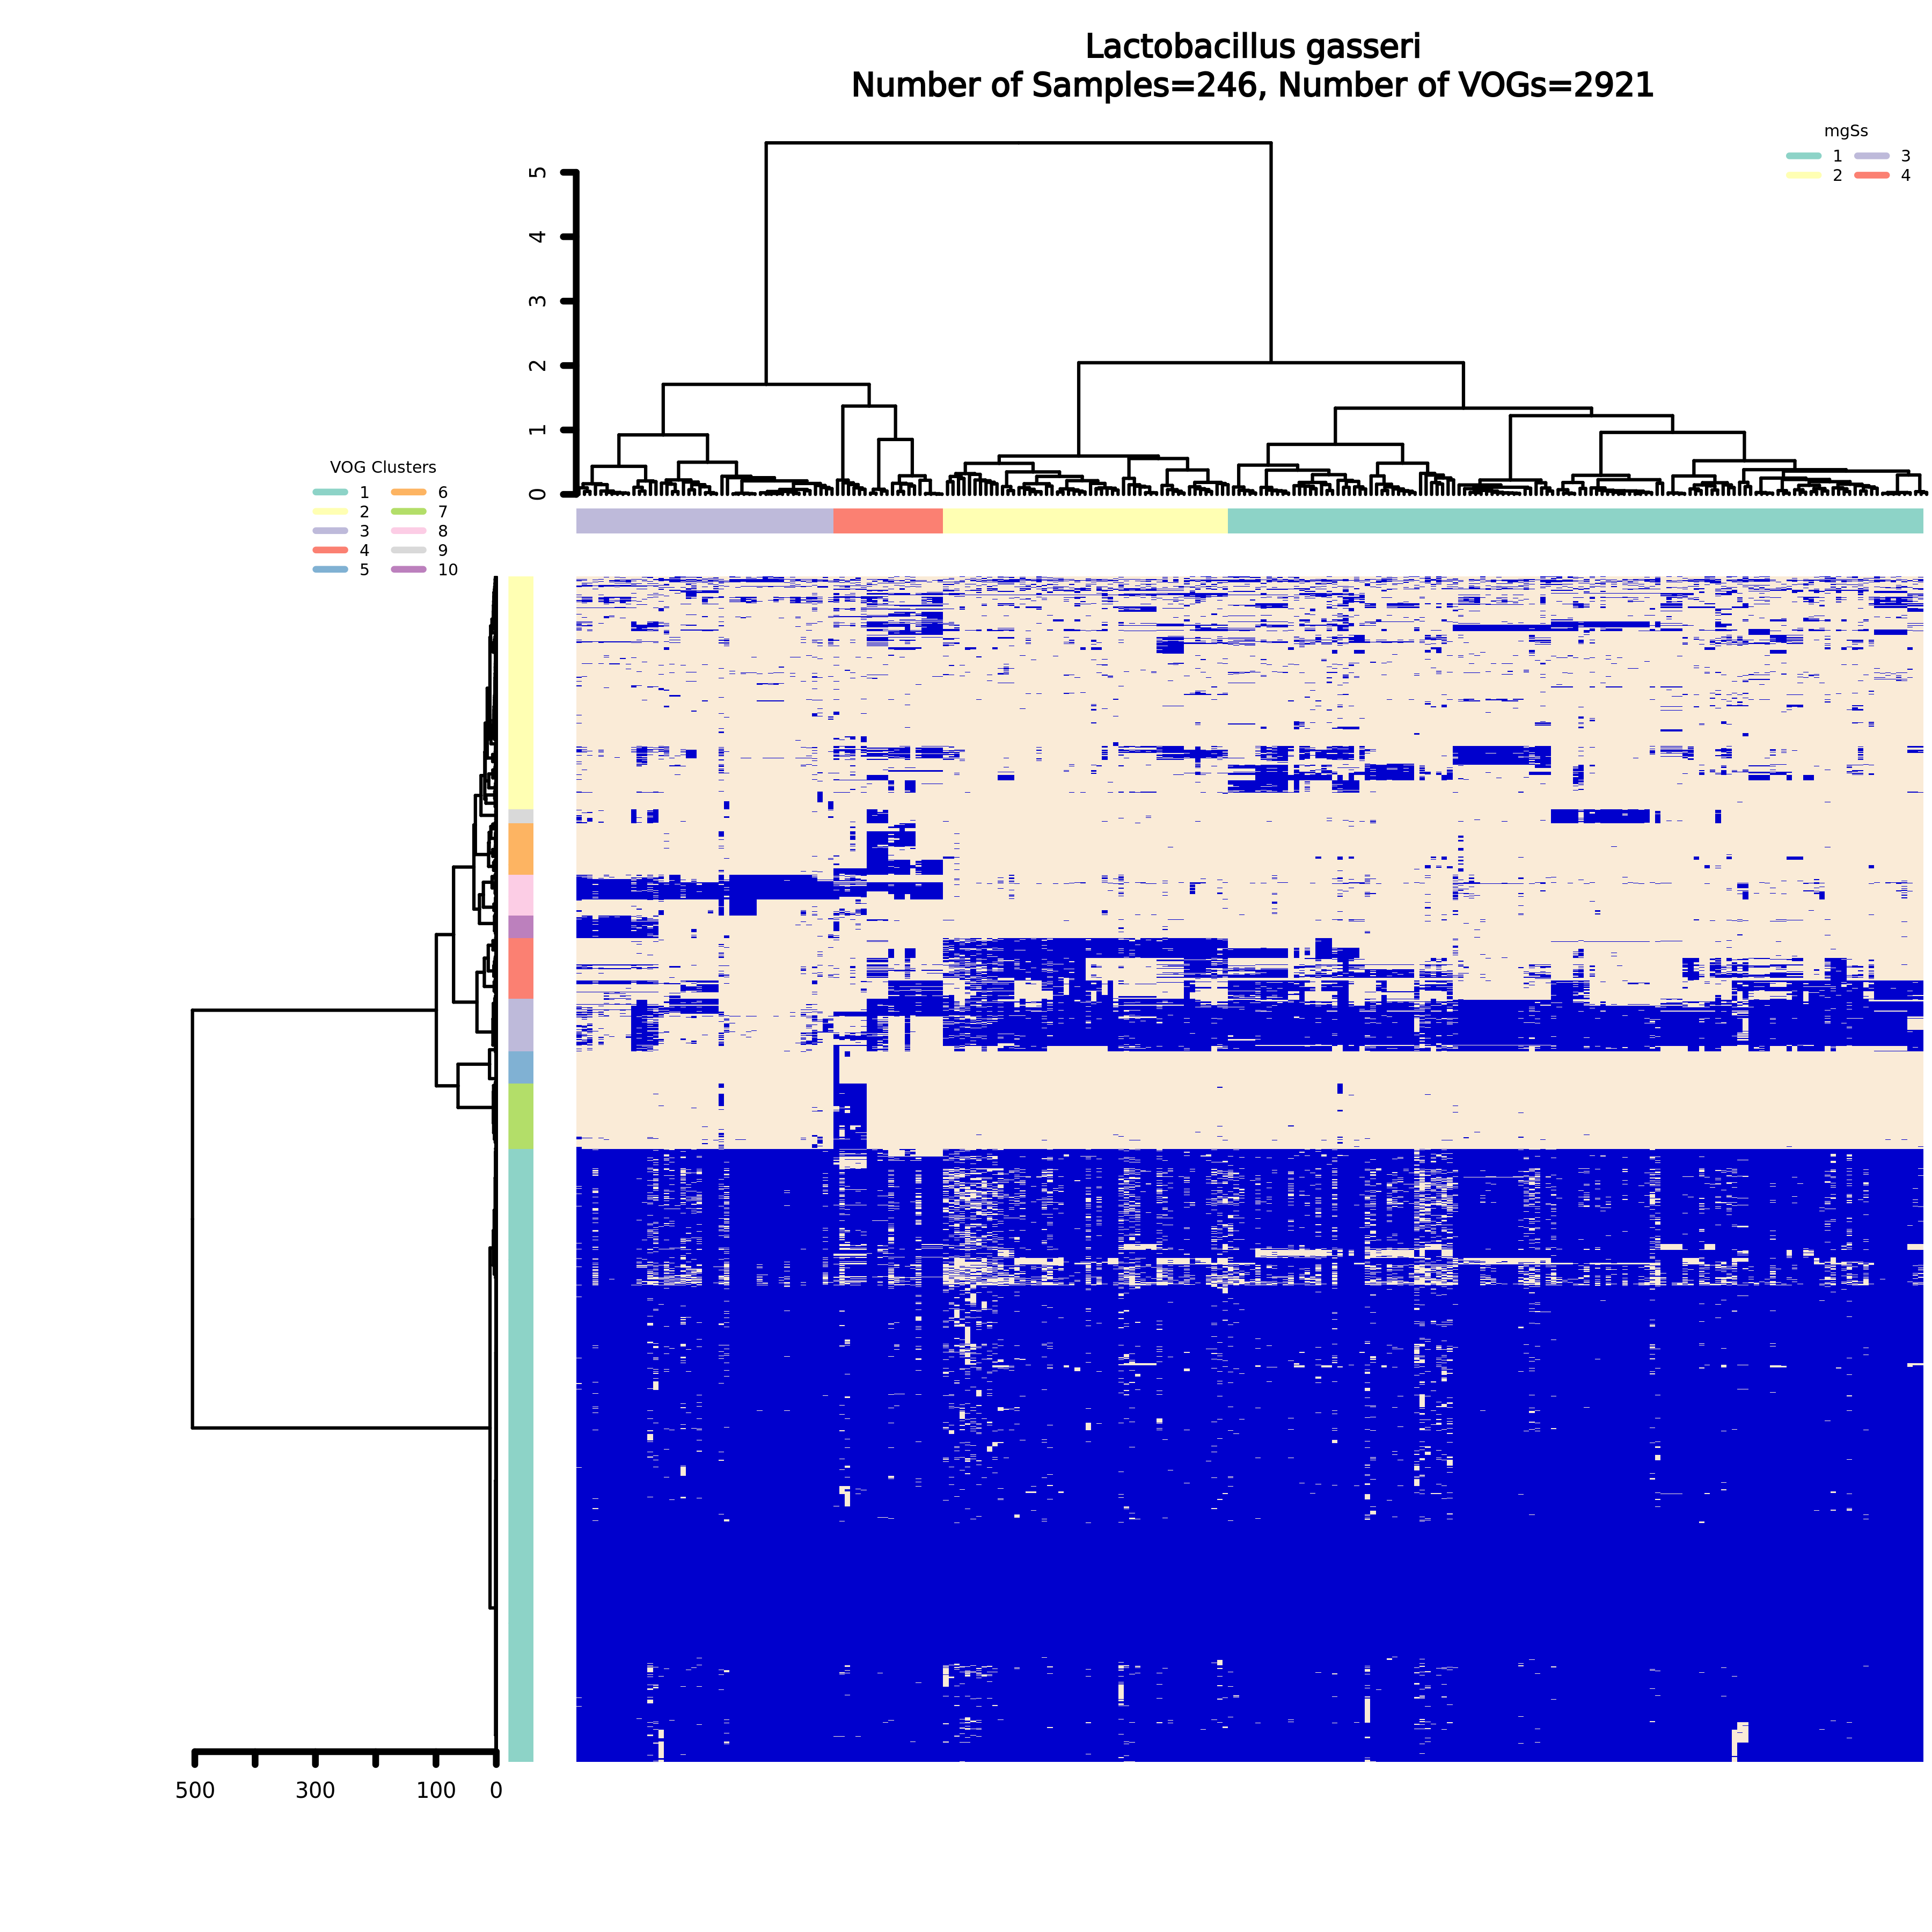 Lactobacillus gasseri
Number of Samples=246, Number of VOGs=2921
mgSs
1 3
2 4
5
4
3
2
1
0
VOG Clusters
1 6
2 7
3 8
4 9
5 10
500 300 100 0